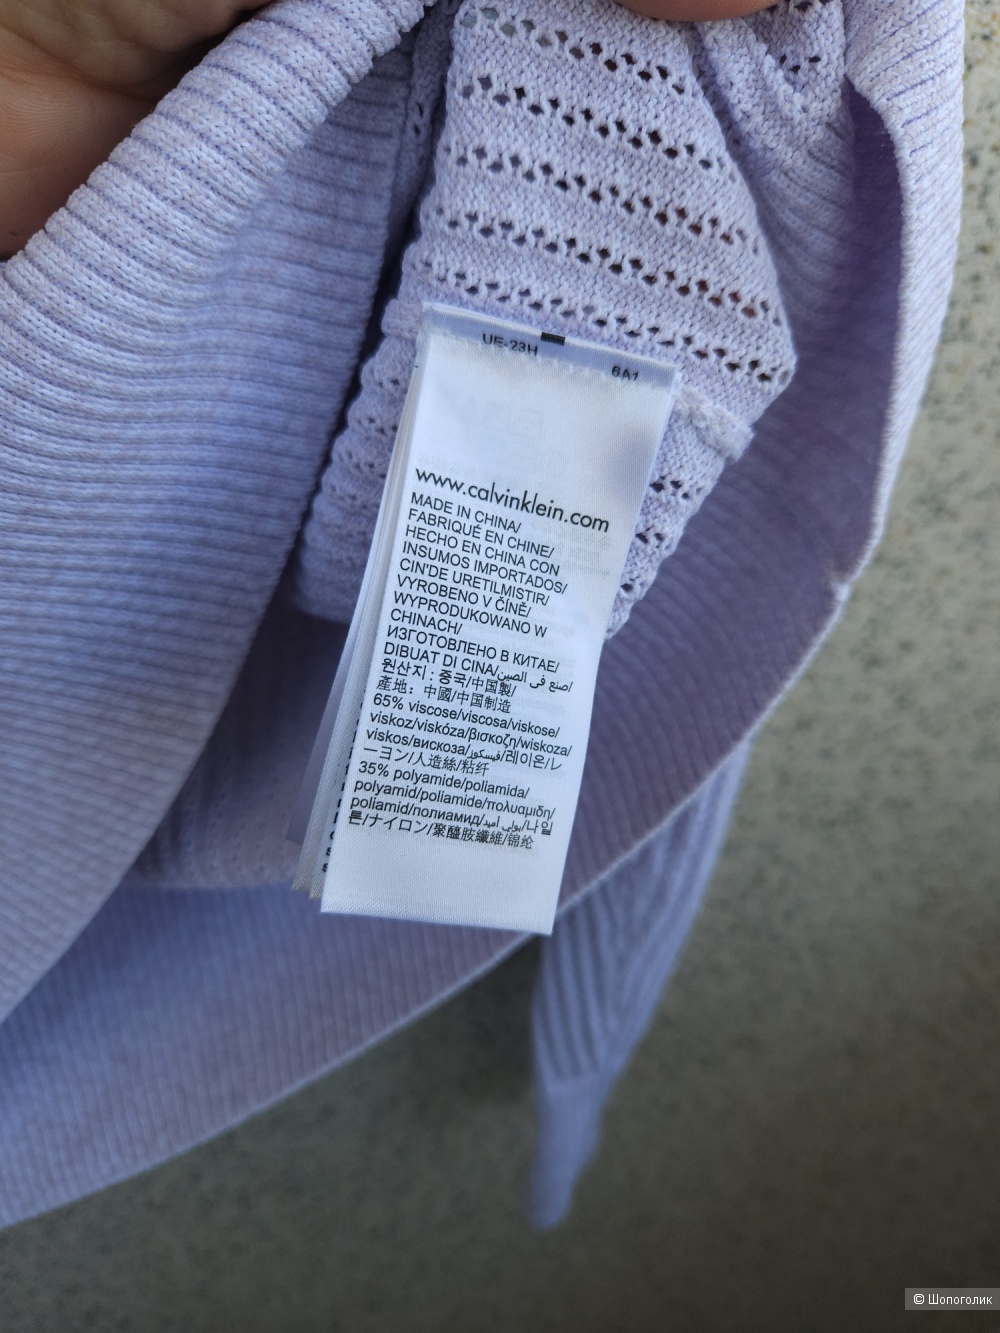 UE-23H
6A1
www.calvinklein.com
MADE IN CHINA/
FABRIQUÉ EN CHINE/
HECHO EN CHINA CON
INSUMOS IMPORTADOS/
CIN'DE URETILMISTIR/
VYROBENO V ČÍNĚ/
WYPRODUKOWANO W
CHINACH/
ИЗГОТОВЛЕНО В КИТАЕ/
DIBUAT DI CINA/صنع في الصين/
원산지 : 중국/中国製/
產地：中國/中国制造
65% viscose/viscosa/viskose/
viskoz/viskóza/βισκοζη/wiskoza/
viskos/вискоза/فيسكوز/레이온/レ
ーヨン/人造絲/粘纤
35% polyamide/poliamida/
polyamid/poliamide/πολυαμιδη/
poliamid/полиамид/بولي أميد/나일
론/ナイロン/聚醯胺纖維/锦纶
© Шопоголик